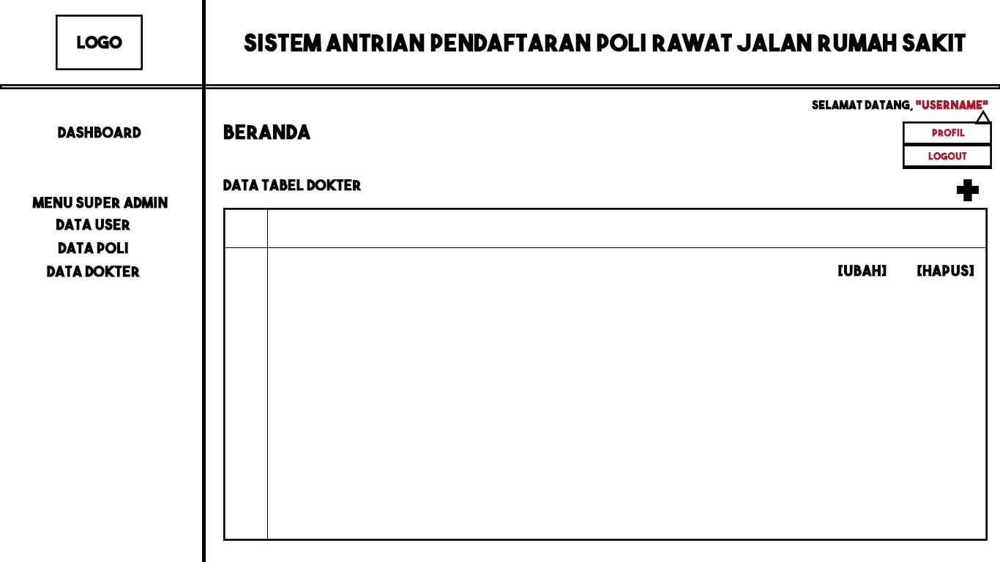 LOGO
SISTEM ANTRIAN PENDAFTARAN POLI RAWAT JALAN RUMAH SAKIT
SELAMAT DATANG, "USERNAME"
PROFIL
LOGOUT
DASHBOARD
MENU SUPER ADMIN
DATA USER
DATA POLI
DATA DOKTER
BERANDA
DATA TABEL DOKTER
[UBAH] [HAPUS]